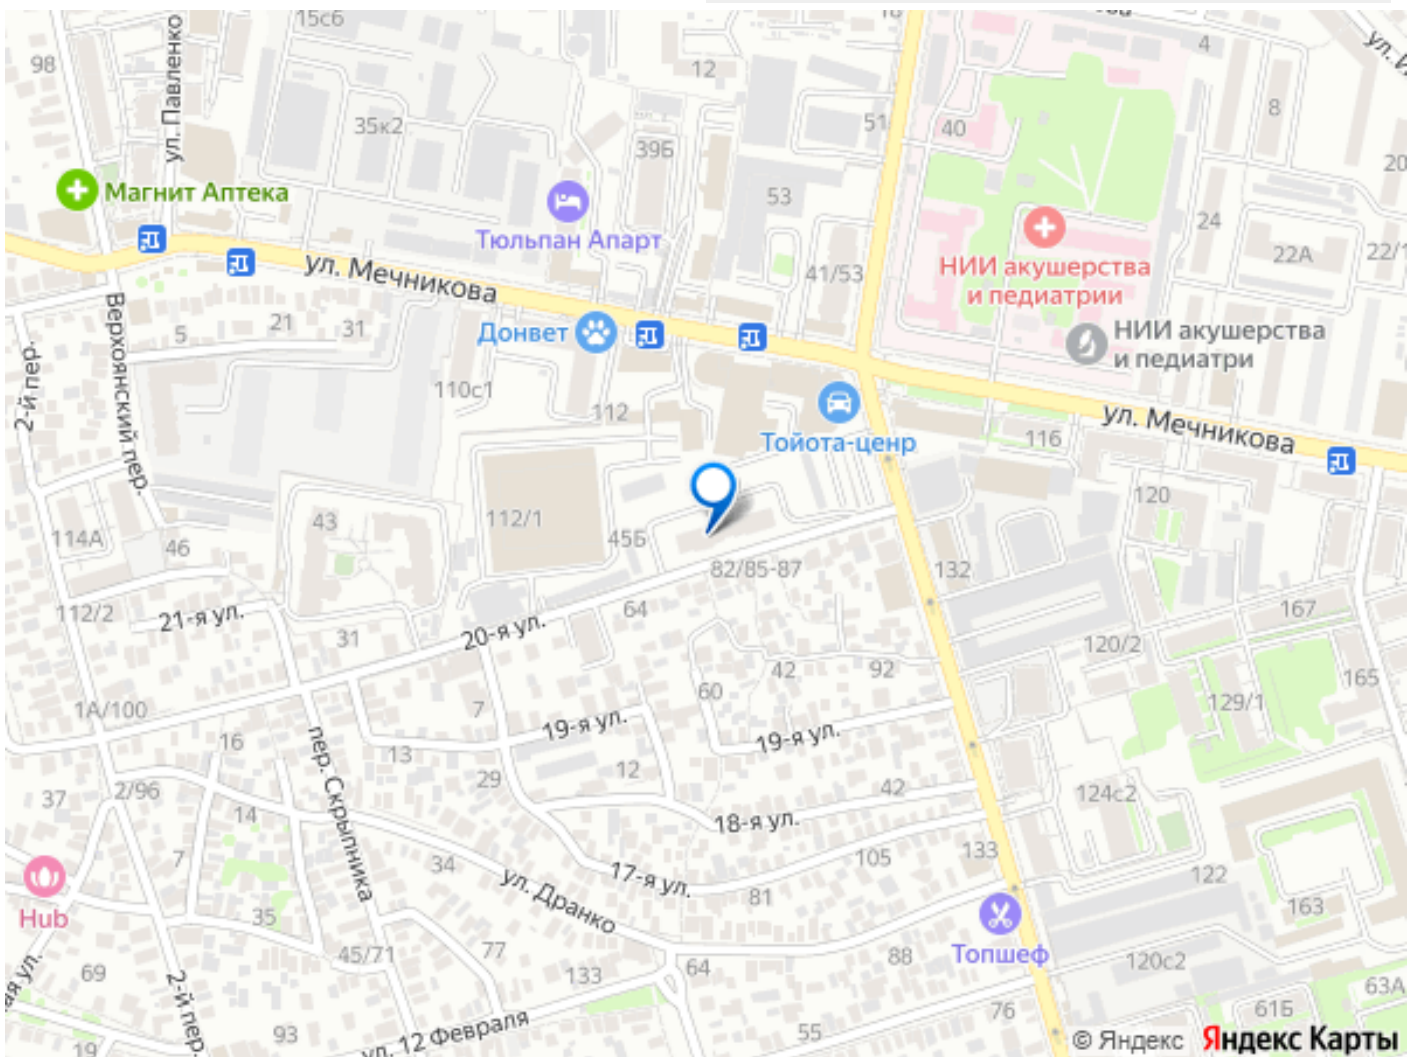 15с6
98
ул. Павленко
12
4
ул. И
8
35к2
51
40
39Б
20
Магнит Аптека
53
24
Тюльпан Апарт
22А
22/1
НИИ акушерства
и педиатрии
41/53
ул. Мечникова
Верхоянский пер.
2-й пер.
5
21
31
Донвет
НИИ акушерства
и педиатри
110с1
112
Тойота-ценр
116
ул. Мечникова
120
43
112/1
114А
46
45Б
82/85-87
132
112/2
21-я ул.
64
167
31
20-я ул.
120/2
42
92
60
165
129/1
1А/100
7
19-я ул.
19-я ул.
16
13
пер. Скрыпника
12
29
42
37
2/96
14
124с2
18-я ул.
7
34
105
133
17-я ул.
122
81
ул. Дранко
Hub
35
163
45/71
77
Топшеф
88
64
120с2
69
133
2-й пер.
63А
76
61Б
55
93
ул. 12 Февраля
19
ая ул.
© Яндекс Яндекс Карты